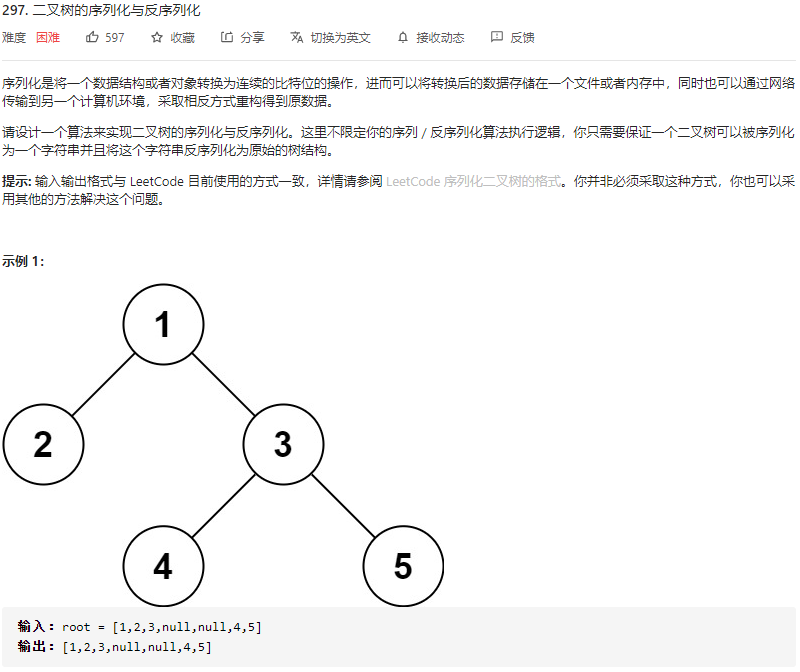 297. 二叉树的序列化与反序列化
难度 困难 597 收藏 分享 切换为英文 接收动态 反馈
序列化是将一个数据结构或者对象转换为连续的比特位的操作，进而可以将转换后的数据存储在一个文件或者内存中，同时也可以通过网络
传输到另一个计算机环境，采取相反方式重构得到原数据。
请设计一个算法来实现二叉树的序列化与反序列化。这里不限定你的序列 / 反序列化算法执行逻辑，你只需要保证一个二叉树可以被序列化
为一个字符串并且将这个字符串反序列化为原始的树结构。
提示: 输入输出格式与 LeetCode 目前使用的方式一致，详情请参阅 LeetCode 序列化二叉树的格式。你并非必须采取这种方式，你也可以采
用其他的方法解决这个问题。
示例 1：
1
2 3
4 5
输入：root = [1,2,3,null,null,4,5]
输出：[1,2,3,null,null,4,5]